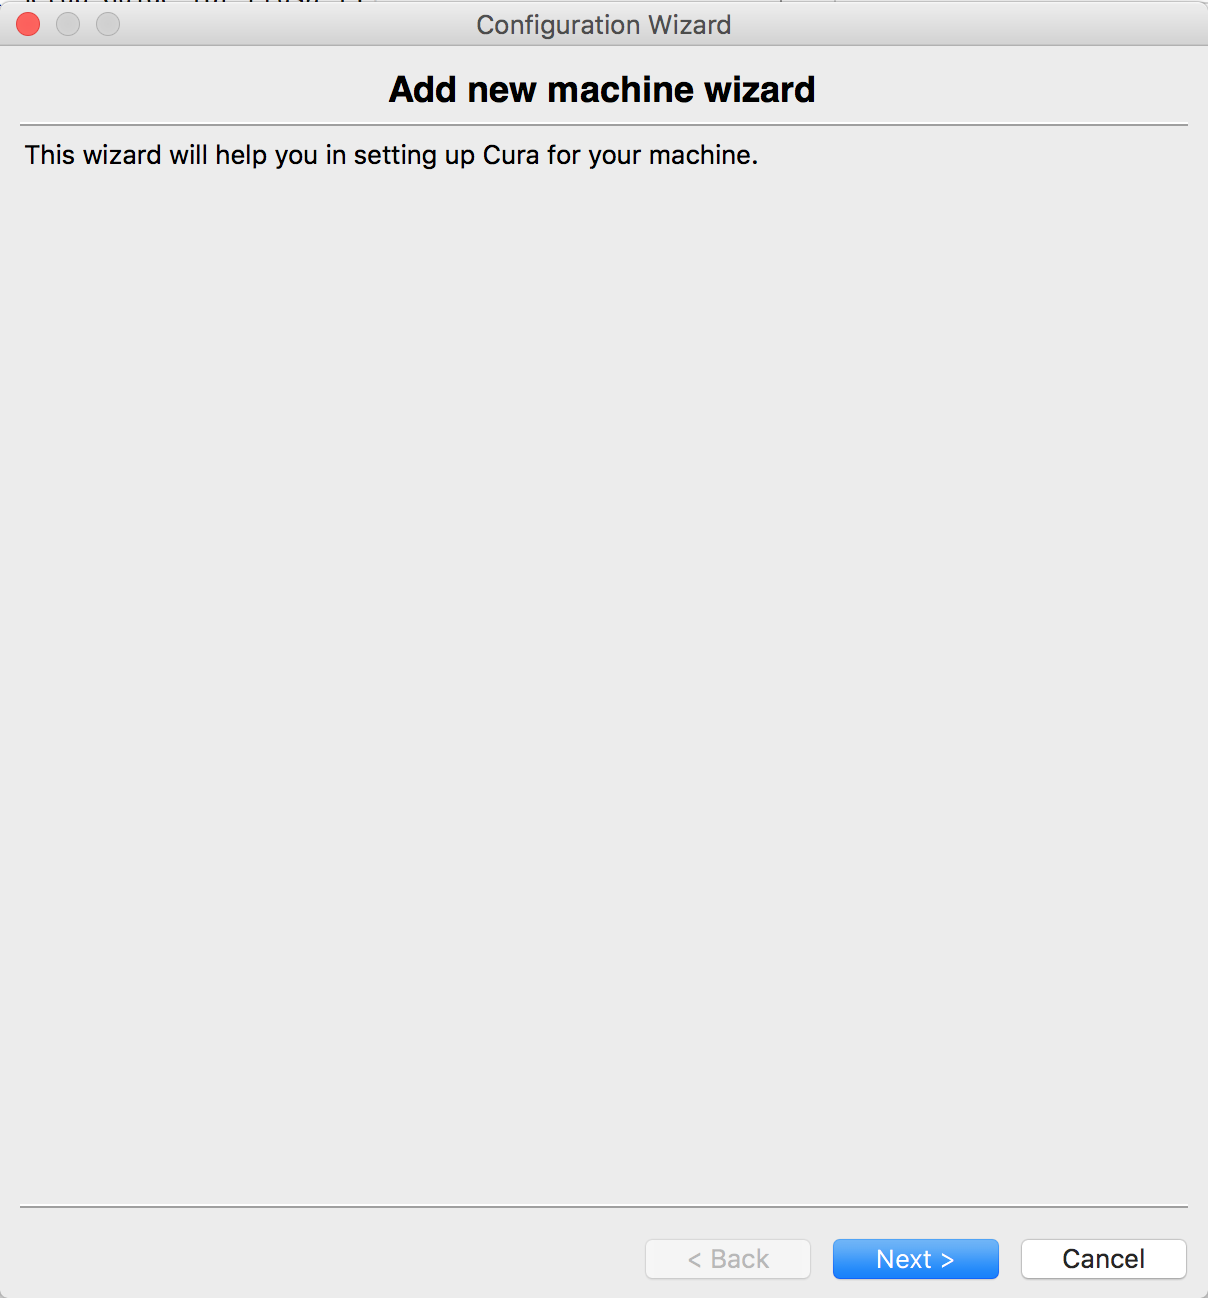 Configuration Wizard
Add new machine wizard
This wizard will help you in setting up Cura for your machine.
< Back
Next >
Cancel